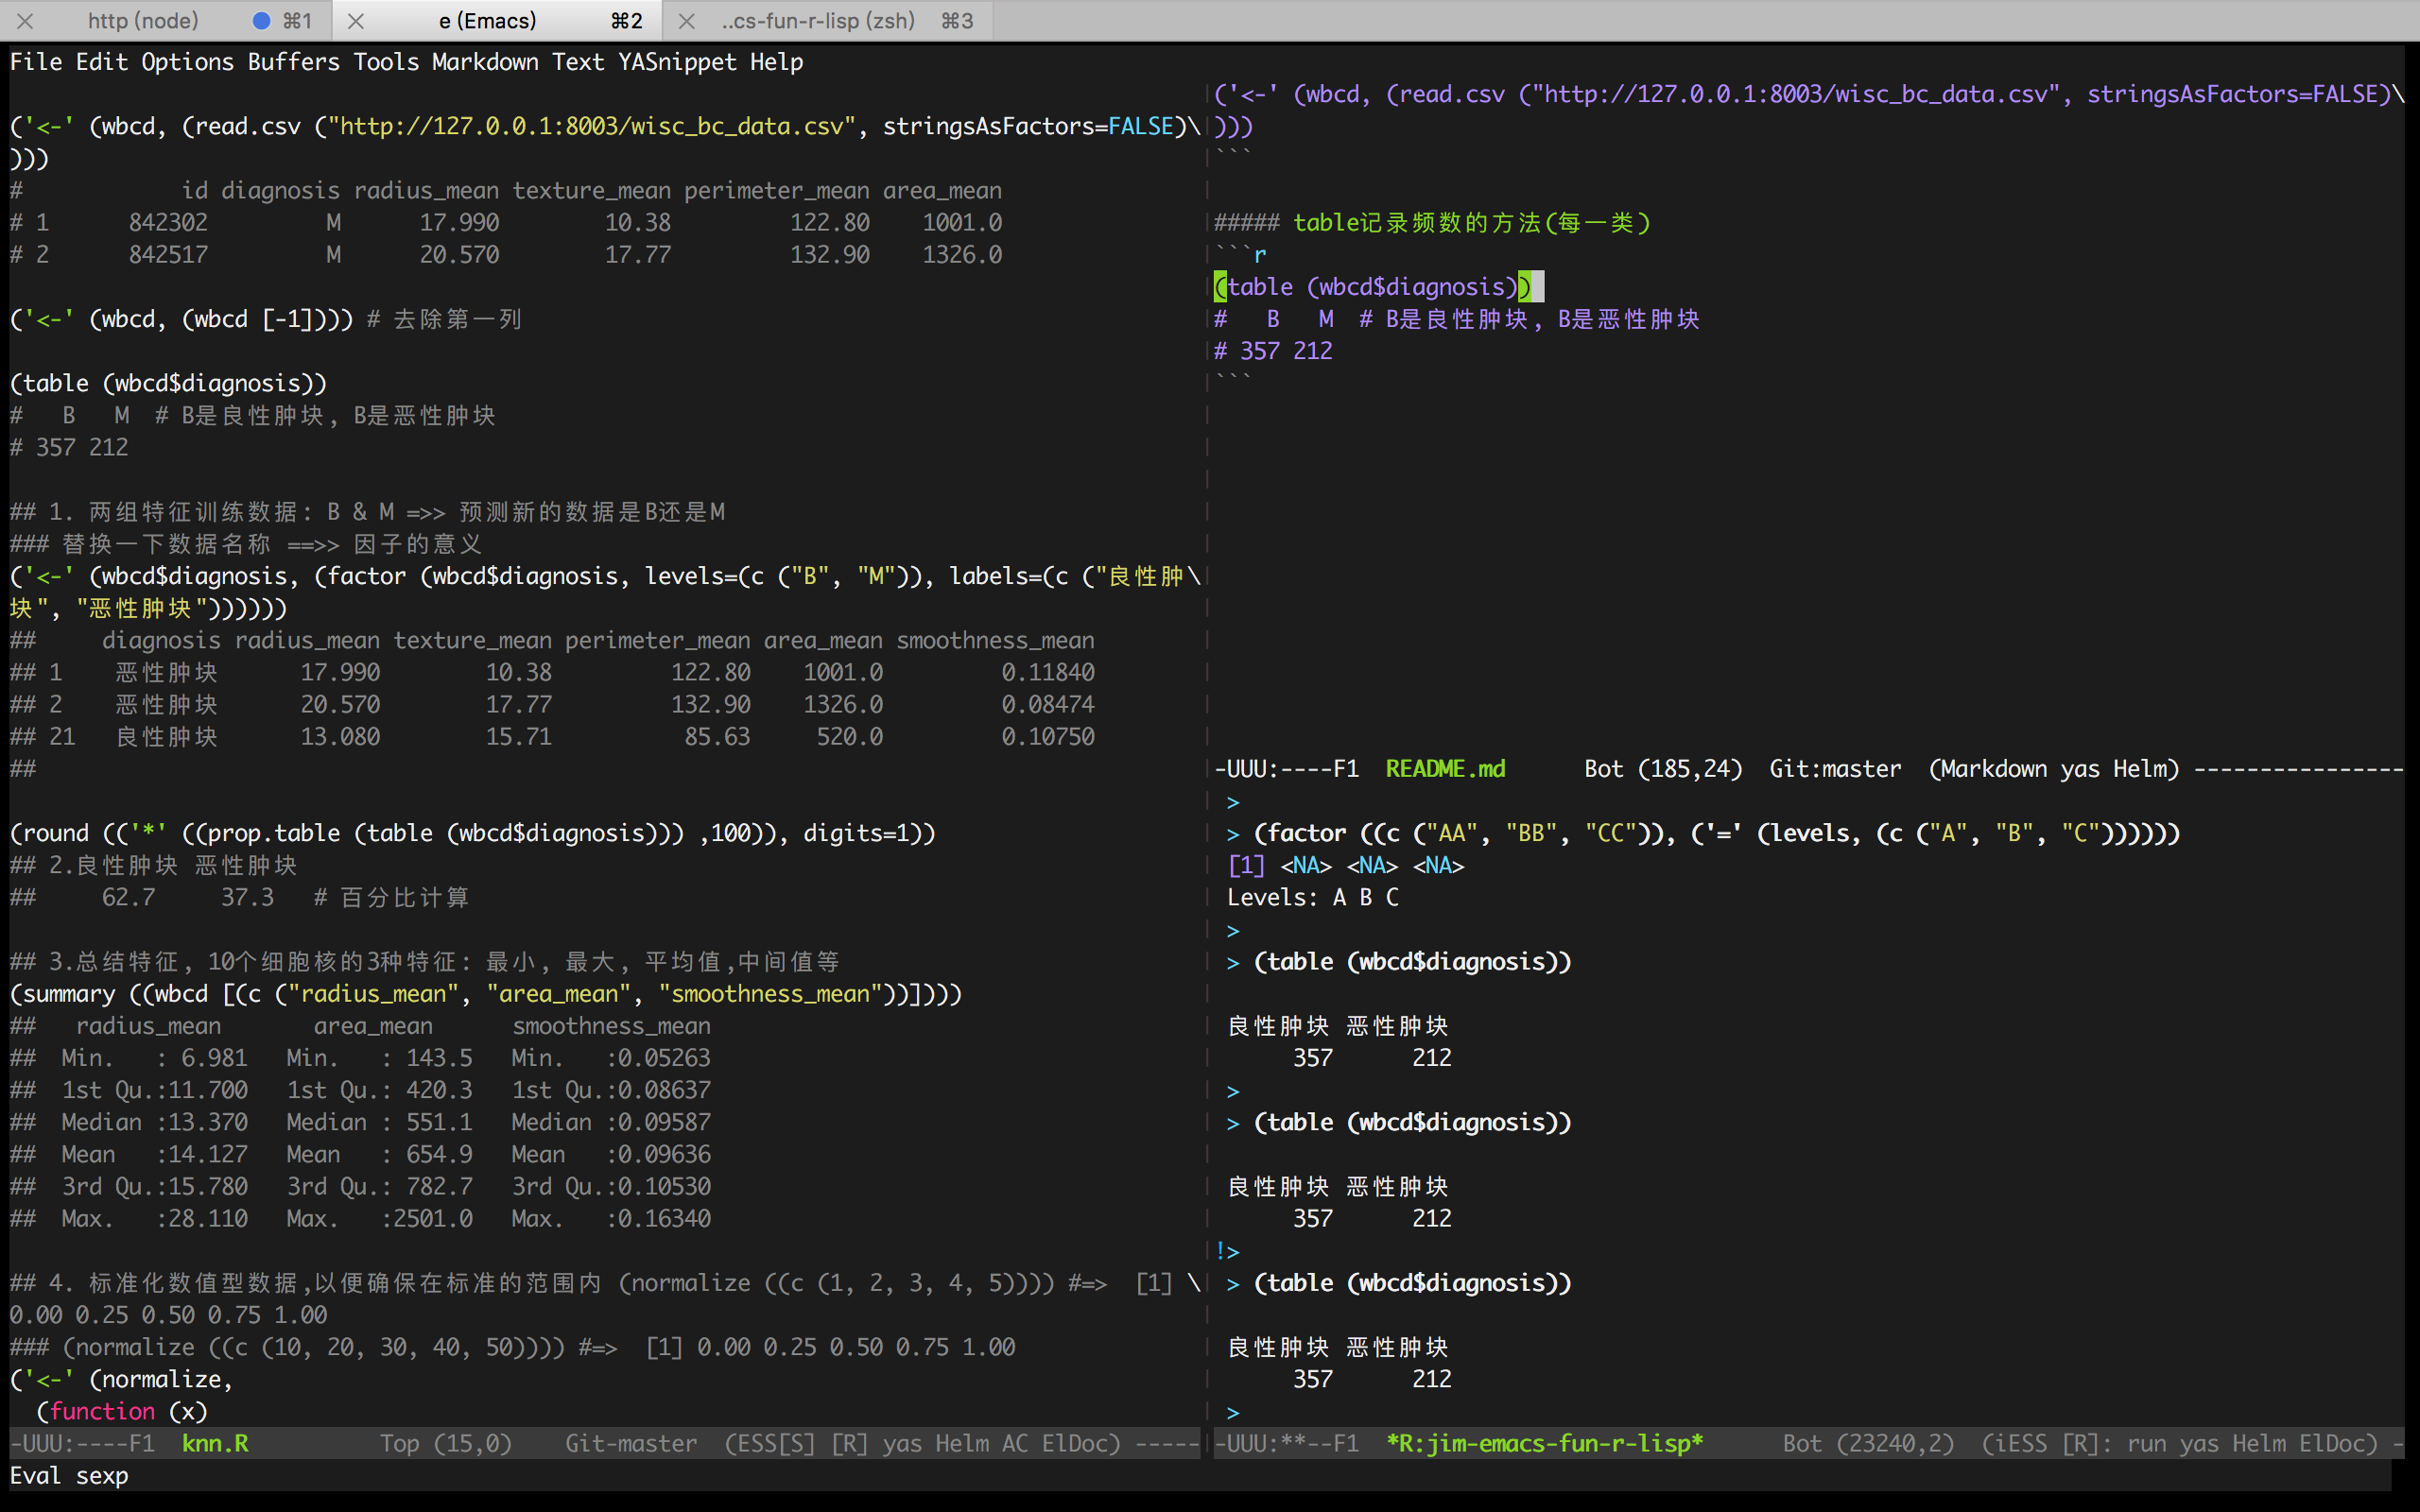 http (node) ⌘1 e (Emacs) ⌘2 ..cs-fun-r-lisp (zsh) ⌘3
File Edit Options Buffers Tools Markdown Text YASnippet Help
('<-' (wbcd, (read.csv ("http://127.0.0.1:8003/wisc_bc_data.csv", stringsAsFactors=FALSE)\
)))
#            id diagnosis radius_mean texture_mean perimeter_mean area_mean
# 1      842302         M      17.990        10.38         122.80    1001.0
# 2      842517         M      20.570        17.77         132.90    1326.0
('<-' (wbcd, (wbcd [-1]))) # 去除第一列
(table (wbcd$diagnosis))
#   B   M  # B是良性肿块, B是恶性肿块
# 357 212
## 1. 两组特征训练数据: B & M =>> 预测新的数据是B还是M
### 替换一下数据名称 ==>> 因子的意义
('<-' (wbcd$diagnosis, (factor (wbcd$diagnosis, levels=(c ("B", "M")), labels=(c ("良性肿\
块", "恶性肿块"))))))
##     diagnosis radius_mean texture_mean perimeter_mean area_mean smoothness_mean
## 1    恶性肿块      17.990        10.38         122.80    1001.0         0.11840
## 2    恶性肿块      20.570        17.77         132.90    1326.0         0.08474
## 21   良性肿块      13.080        15.71          85.63     520.0         0.10750
##
(round (('*' ((prop.table (table (wbcd$diagnosis))) ,100)), digits=1))
## 2.良性肿块 恶性肿块
##     62.7     37.3   # 百分比计算
## 3.总结特征, 10个细胞核的3种特征: 最小, 最大, 平均值,中间值等
(summary ((wbcd [(c ("radius_mean", "area_mean", "smoothness_mean"))])))
##   radius_mean       area_mean      smoothness_mean
##  Min.   : 6.981   Min.   : 143.5   Min.   :0.05263
##  1st Qu.:11.700   1st Qu.: 420.3   1st Qu.:0.08637
##  Median :13.370   Median : 551.1   Median :0.09587
##  Mean   :14.127   Mean   : 654.9   Mean   :0.09636
##  3rd Qu.:15.780   3rd Qu.: 782.7   3rd Qu.:0.10530
##  Max.   :28.110   Max.   :2501.0   Max.   :0.16340
## 4. 标准化数值型数据,以便确保在标准的范围内 (normalize ((c (1, 2, 3, 4, 5)))) #=>  [1] \
0.00 0.25 0.50 0.75 1.00
### (normalize ((c (10, 20, 30, 40, 50)))) #=>  [1] 0.00 0.25 0.50 0.75 1.00
('<-' (normalize,
  (function (x)
-UUU:----F1  knn.R          Top (15,0)    Git-master  (ESS[S] [R] yas Helm AC ElDoc) -----
('<-' (wbcd, (read.csv ("http://127.0.0.1:8003/wisc_bc_data.csv", stringsAsFactors=FALSE)\
)))
```
##### table记录频数的方法(每一类)
```r
(table (wbcd$diagnosis))
#   B   M  # B是良性肿块, B是恶性肿块
# 357 212
```
-UUU:----F1  README.md      Bot (185,24)  Git:master  (Markdown yas Helm) ----------------
>
> (factor ((c ("AA", "BB", "CC")), ('=' (levels, (c ("A", "B", "C"))))))
[1] <NA> <NA> <NA>
Levels: A B C
>
> (table (wbcd$diagnosis))
良性肿块 恶性肿块
357      212
>
> (table (wbcd$diagnosis))
良性肿块 恶性肿块
357      212
!>
> (table (wbcd$diagnosis))
良性肿块 恶性肿块
357      212
>
-UUU:**--F1  *R:jim-emacs-fun-r-lisp*      Bot (23240,2)  (iESS [R]: run yas Helm ElDoc) -
Eval sexp